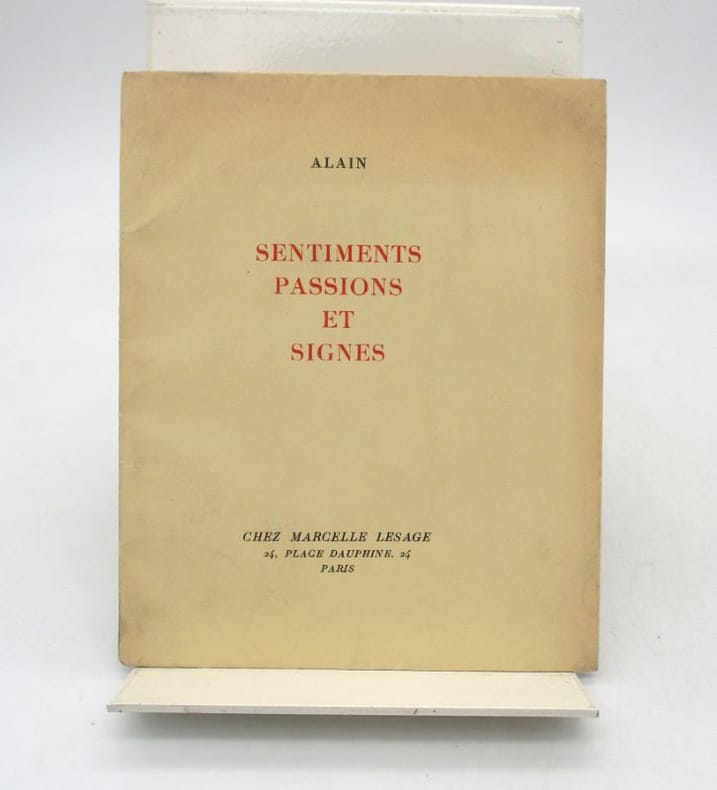 ALAIN
SENTIMENTS
PASSIONS
ET
SIGNES
CHEZ MARCELLE LESAGE
24, PLACE DAUPHINE, 24
PARIS